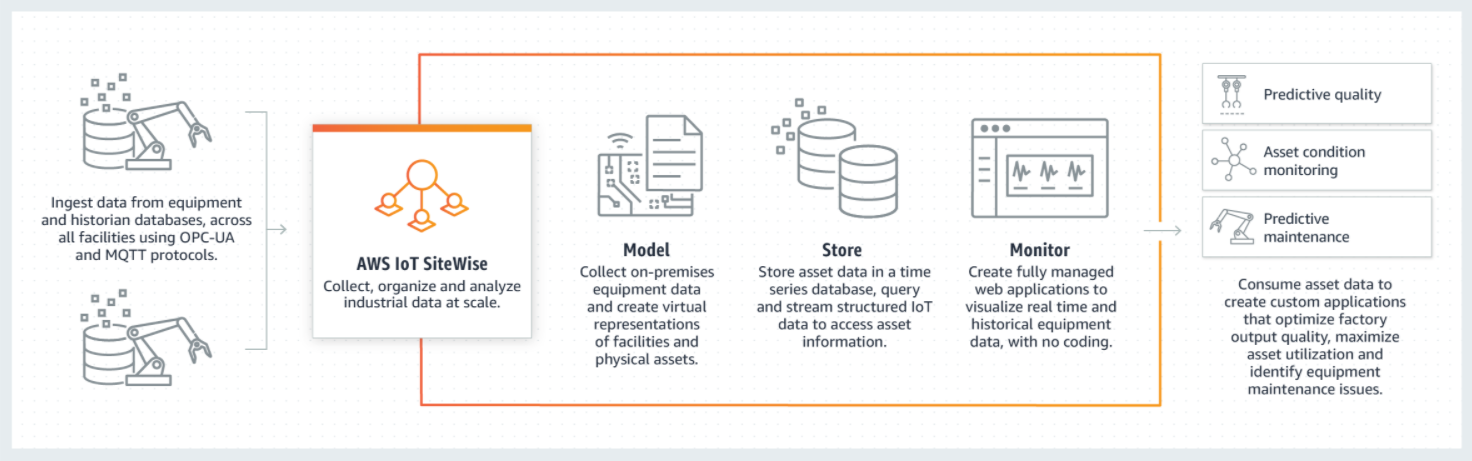 Ingest data from equipment
and historian databases, across
all facilities using OPC-UA
and MQTT protocols.
AWS IoT SiteWise
Collect, organize and analyze
industrial data at scale.
Model
Collect on-premises
equipment data
and create virtual
representations
of facilities and
physical assets.
Store
Store asset data in a time
series database, query
and stream structured IoT
data to access asset
information.
Monitor
Create fully managed
web applications to
visualize real time and
historical equipment
data, with no coding.
Predictive quality
Asset condition
monitoring
Predictive
maintenance
Consume asset data to
create custom applications
that optimize factory
output quality, maximize
asset utilization and
identify equipment
maintenance issues.